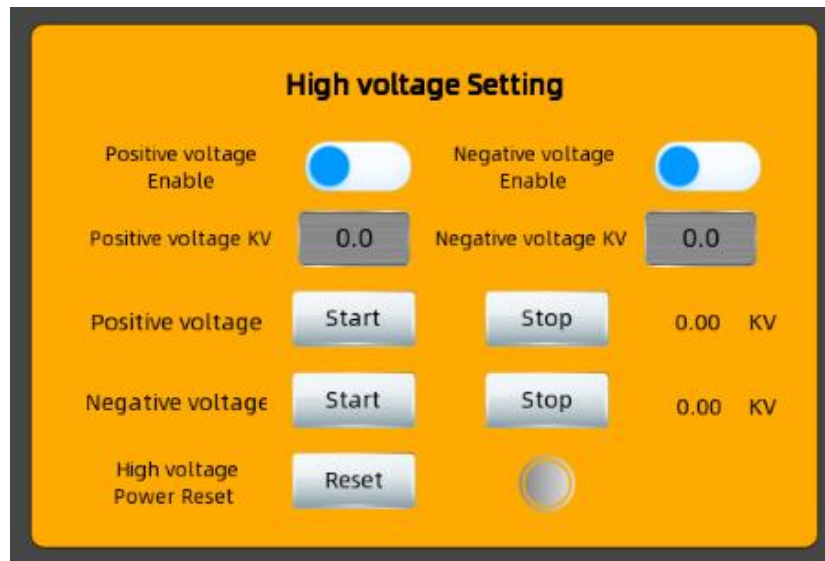 High voltage Setting
Positive voltage
Enable
Negative voltage
Enable
Positive voltage KV
0.0
Negative voltage KV
0.0
Positive voltage
Start
Stop
0.00 KV
Negative voltage
Start
Stop
0.00 KV
High voltage
Power Reset
Reset